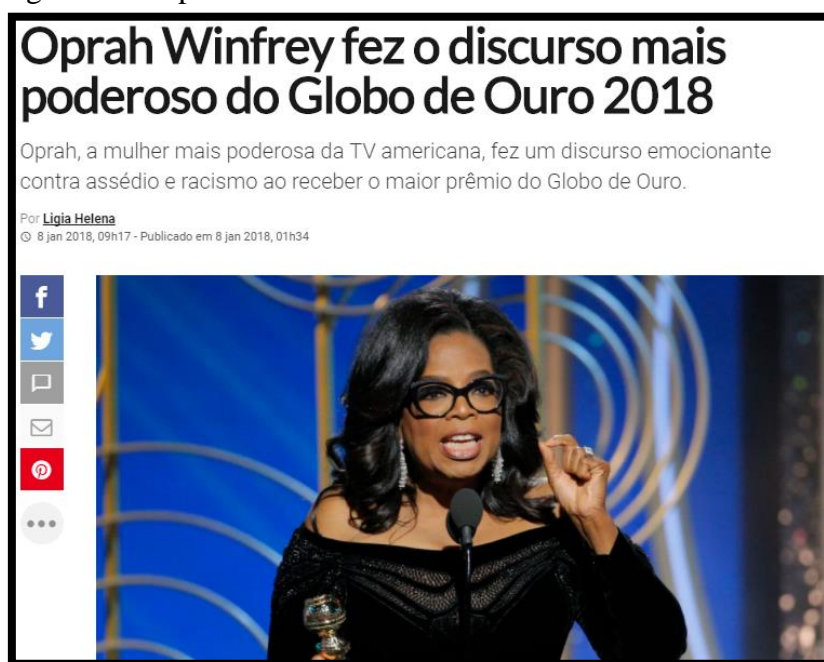 Oprah Winfrey fez o discurso mais
poderoso do Globo de Ouro 2018
Oprah, a mulher mais poderosa da TV americana, fez um discurso emocionante
contra assédio e racismo ao receber o maior prêmio do Globo de Ouro.
Por Ligia Helena
8 jan 2018, 09h17 - Publicado em 8 jan 2018, 01h34